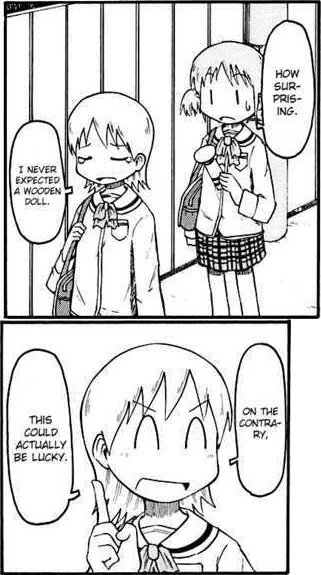 HOW
SUR-
PRIS-
ING.
I NEVER
EXPECTED
A WOODEN
DOLL.
ON THE
CONTRA-
RY,
THIS
COULD
ACTUALLY
BE LUCKY.